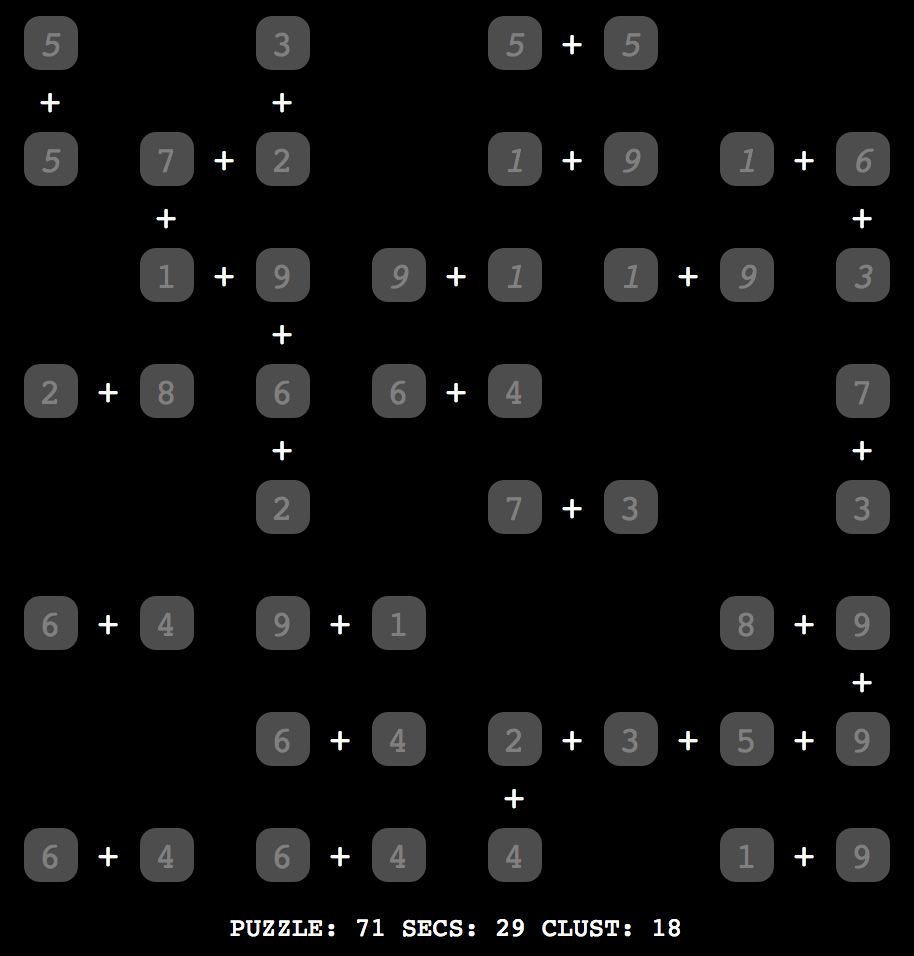 5 3 5 + 5
+ +
5 7 + 2 1 + 9 1 + 6
+ +
1 + 9 9 + 1 1 + 9 3
+
2 + 8 6 6 + 4 7
+ +
2 7 + 3 3
6 + 4 9 + 1 8 + 9
+
6 + 4 2 + 3 + 5 + 9
+
6 + 4 6 + 4 4 1 + 9
PUZZLE: 71 SECS: 29 CLUST: 18